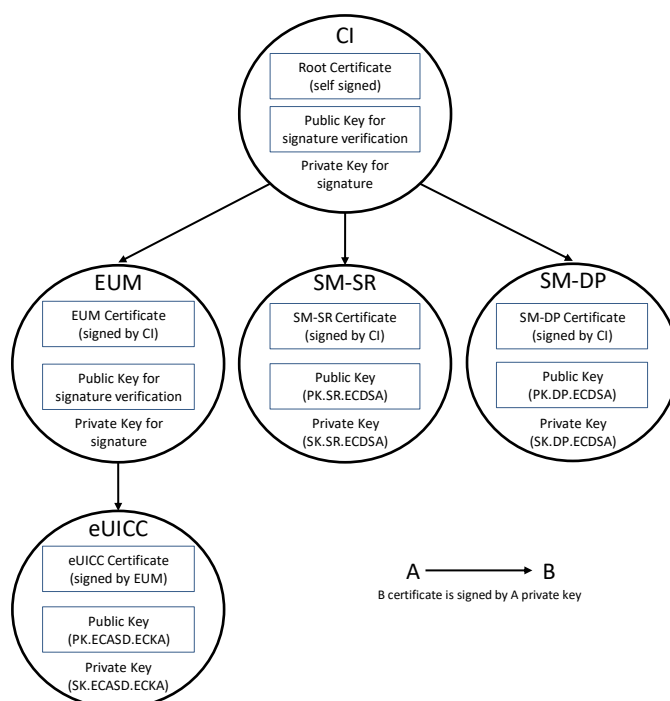 CI
Root Certificate
(self signed)
Public Key for
signature verification
Private Key for
signature
EUM
EUM Certificate
(signed by CI)
Public Key for
signature verification
Private Key for
signature
SM-SR
SM-SR Certificate
(signed by CI)
Public Key
(PK.SR.ECDSA)
Private Key
(SK.SR.ECDSA)
SM-DP
SM-DP Certificate
(signed by CI)
Public Key
(PK.DP.ECDSA)
Private Key
(SK.DP.ECDSA)
eUICC
eUICC Certificate
(signed by EUM)
Public Key
(PK.ECASD.ECKA)
Private Key
(SK.ECASD.ECKA)
A B
B certificate is signed by A private key